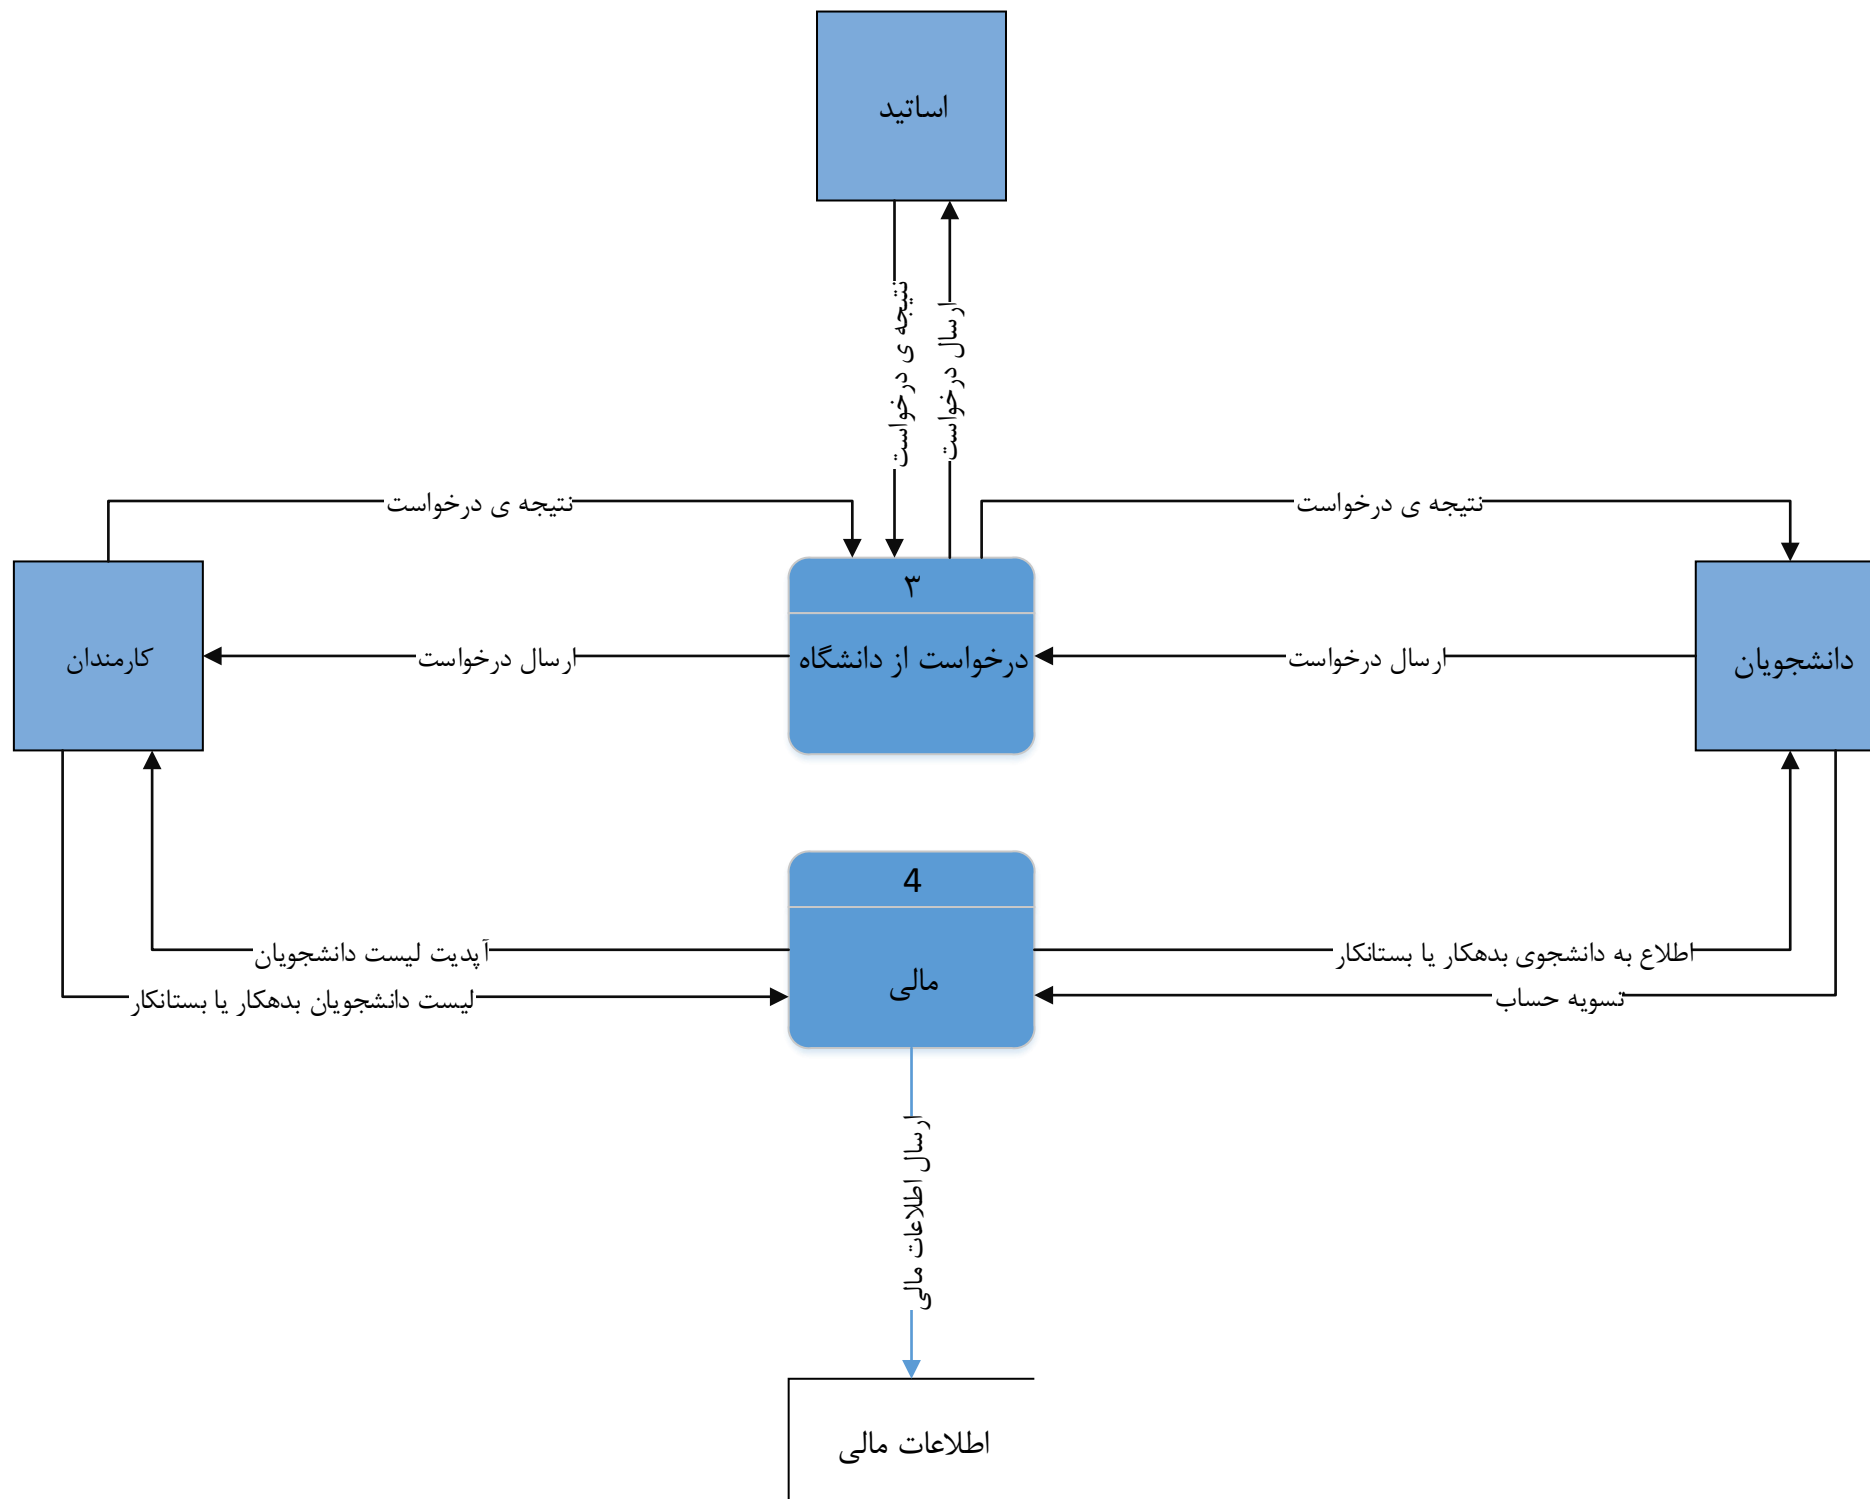 اساتید
نتیجه ی درخواست
ارسال درخواست
نتیجه ی درخواست
نتیجه ی درخواست
۳
دانشجویان
ارسال درخواست
درخواست از دانشگاه
ارسال درخواست
کارمندان
4
مالی
اطلاع به دانشجوی بدهکار یا بستانکار
آپدیت لیست دانشجویان
تسویه حساب
لیست دانشجویان بدهکار یا بستانکار
ارسال اطلاعات مالی
اطلاعات مالی